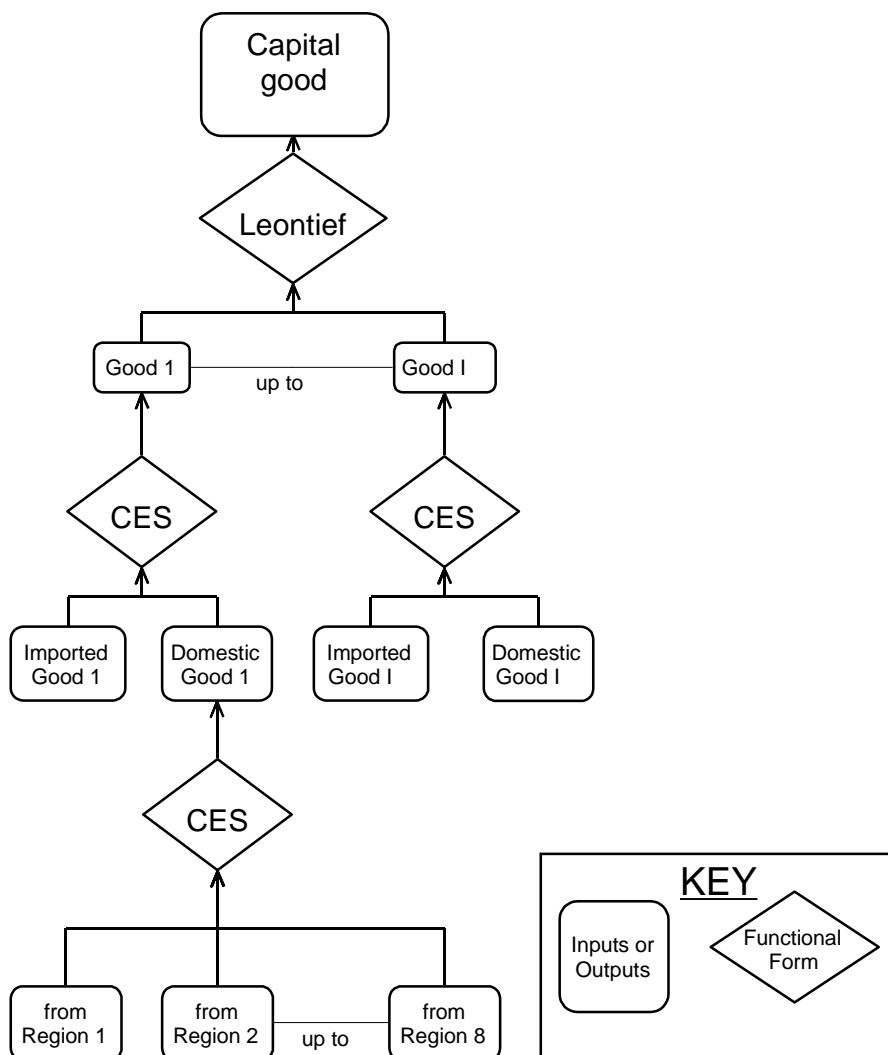 Capital
good
Leontief
Good 1
up to
Good I
CES
CES
Imported
Good 1
Domestic
Good 1
Imported
Good I
Domestic
Good I
CES
KEY
Inputs or
Outputs
Functional
Form
from
Region 1
from
Region 2
up to
from
Region 8